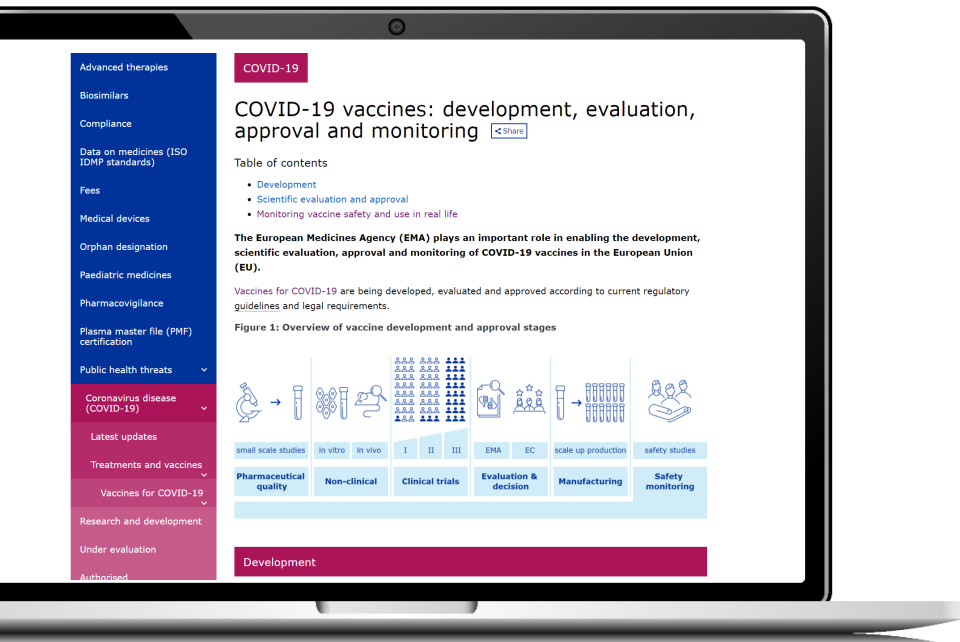 Advanced therapies
Biosimilars
Compliance
Data on medicines (ISO
IDMP standards)
Fees
Medical devices
Orphan designation
Paediatric medicines
Pharmacovigilance
Plasma master file (PMF)
certification
Public health threats
Coronavirus disease
(COVID-19)
Latest updates
Treatments and vaccines
Vaccines for COVID-19
Research and development
Under evaluation
Authorised
COVID-19
COVID-19 vaccines: development, evaluation,
approval and monitoring Share
Table of contents
• Development
• Scientific evaluation and approval
• Monitoring vaccine safety and use in real life
The European Medicines Agency (EMA) plays an important role in enabling the development,
scientific evaluation, approval and monitoring of COVID-19 vaccines in the European Union
(EU).
Vaccines for COVID-19 are being developed, evaluated and approved according to current regulatory
guidelines and legal requirements.
Figure 1: Overview of vaccine development and approval stages
small scale studies in vitro in vivo I II III EMA EC scale up production safety studies
Pharmaceutical
quality
Non-clinical
Clinical trials
Evaluation &
decision
Manufacturing
Safety
monitoring
Development